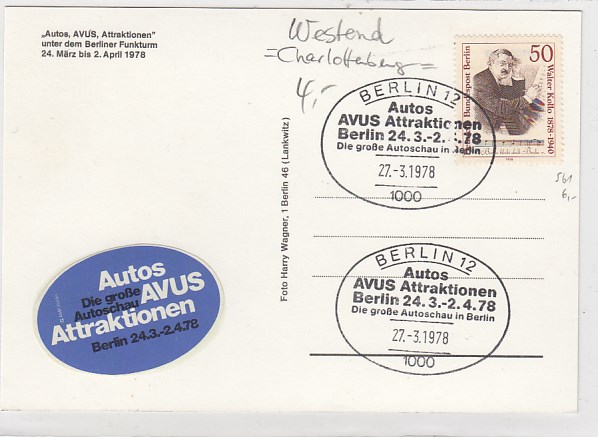 „Autos, AVUS, Attraktionen"
unter dem Berliner Funkturm
24. März bis 2. April 1978
Westend
=Charlottenburg=
4,-
50
Deutsche Bundespost Berlin
Walter Kollo 1878-1940
BERLIN 12
Autos
AVUS Attraktionen
Berlin 24.3.-2.4.78
Die große Autoschau in Berlin
27.-3.1978
1000
561
6,-
Foto Harry Wagner, 1 Berlin 46 (Lankwitz)
BERLIN 12
Autos
AVUS Attraktionen
Berlin 24.3.-2.4.78
Die große Autoschau in Berlin
27.-3.1978
1000
Autos
Die große
Autoschau AVUS
Attraktionen
Berlin 24.3.-2.4.78